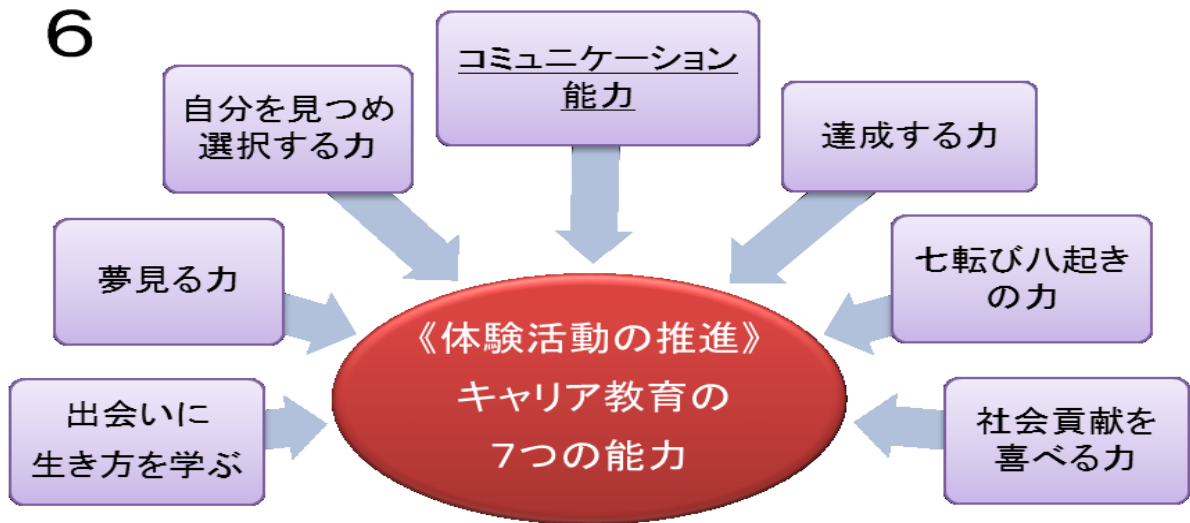 6
コミュニケーション
能力
自分を見つめ
選択する力
達成する力
夢見る力
七転び八起き
の力
出会いに
生き方を学ぶ
社会貢献を
喜べる力
《体験活動の推進》
キャリア教育の
7つの能力